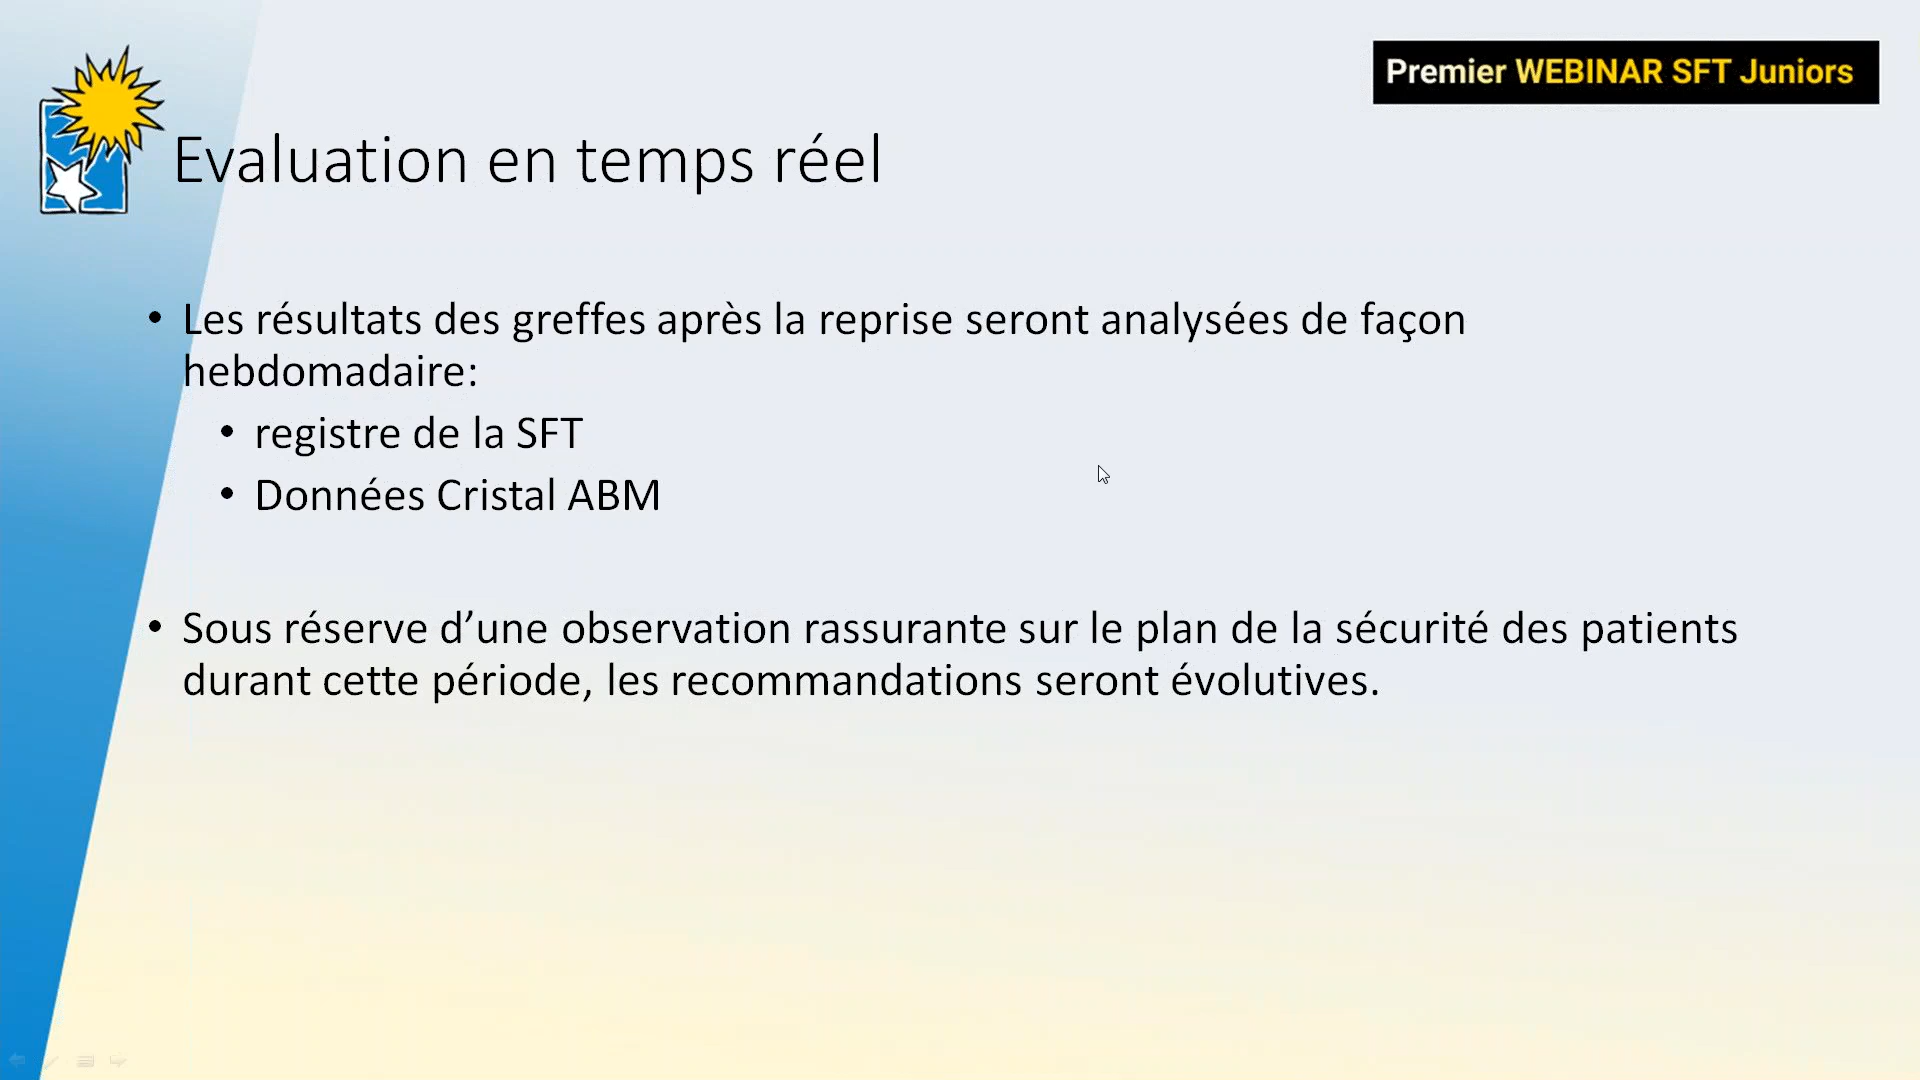 Premier WEBINAR SFT Juniors
Evaluation en temps réel
• Les résultats des greffes après la reprise seront analysées de façon
hebdomadaire:
• registre de la SFT
• Données Cristal ABM
• Sous réserve d’une observation rassurante sur le plan de la sécurité des patients
durant cette période, les recommandations seront évolutives.